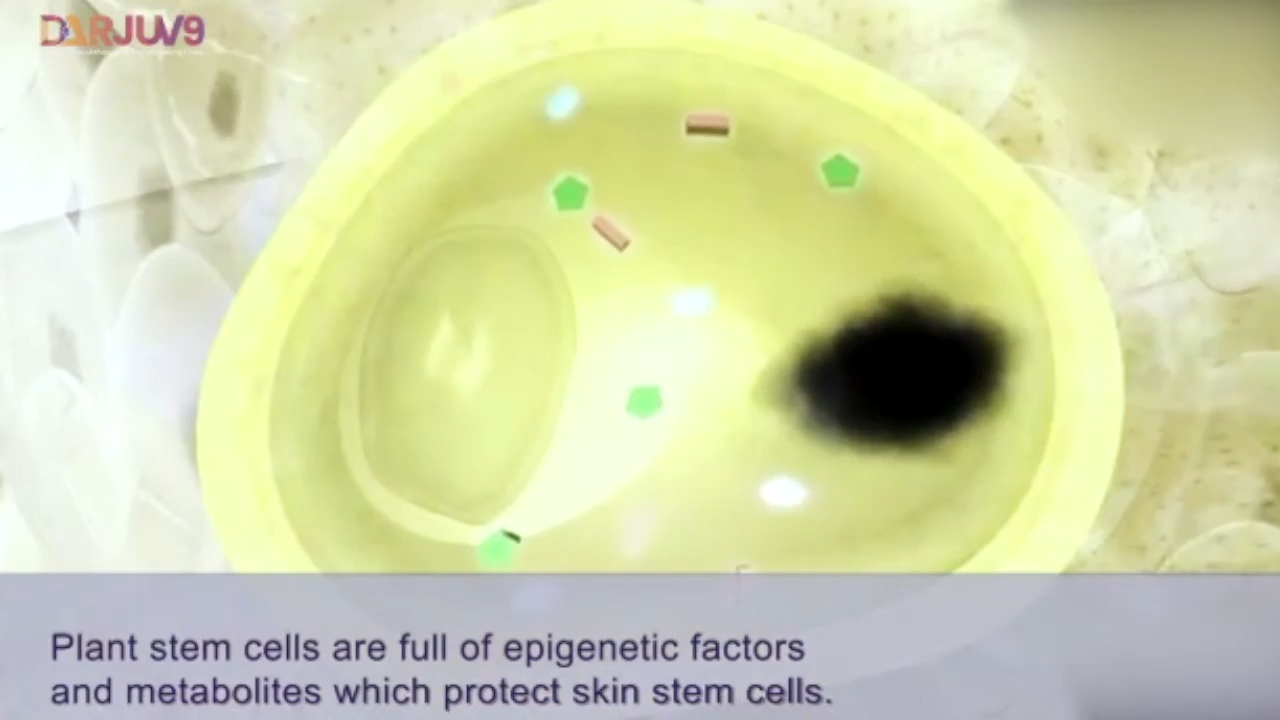 DARJUV9
Plant stem cells are full of epigenetic factors
and metabolites which protect skin stem cells.